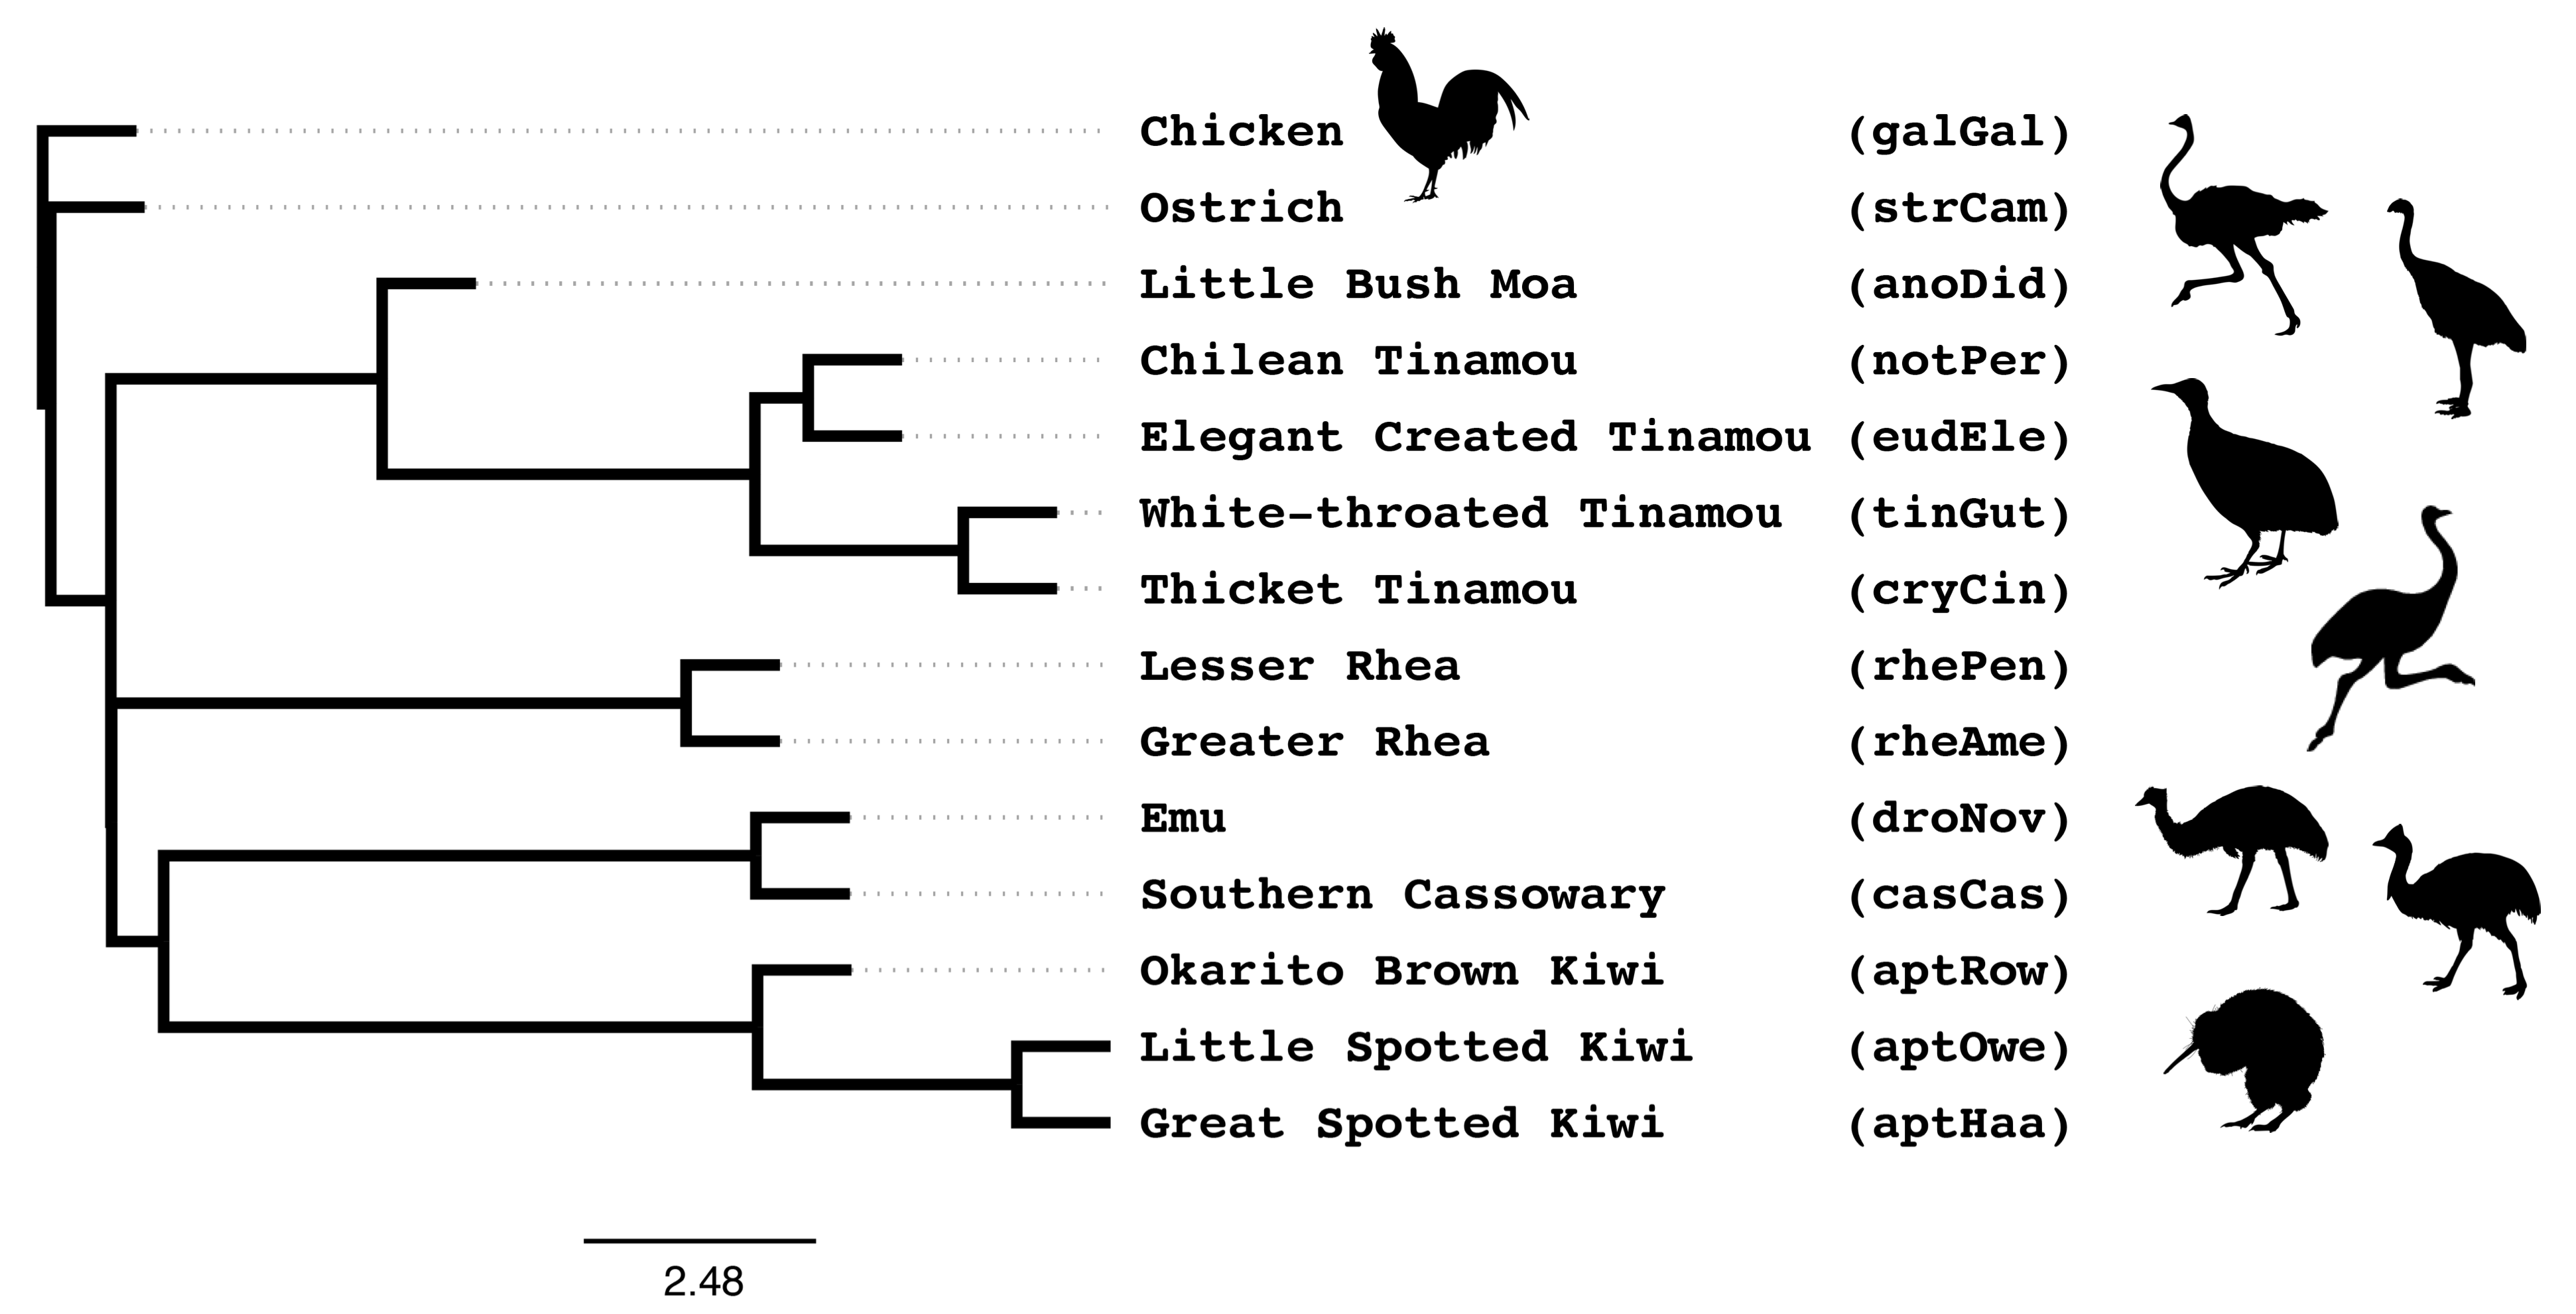 Chicken (galGal)
Ostrich (strCam)
Little Bush Moa (anoDid)
Chilean Tinamou (notPer)
Elegant Created Tinamou (eudEle)
White-throated Tinamou (tinGut)
Thicket Tinamou (cryCin)
Lesser Rhea (rhePen)
Greater Rhea (rheAme)
Emu (droNov)
Southern Cassowary (casCas)
Okarito Brown Kiwi (aptRow)
Little Spotted Kiwi (aptOwe)
Great Spotted Kiwi (aptHaa)
2.48